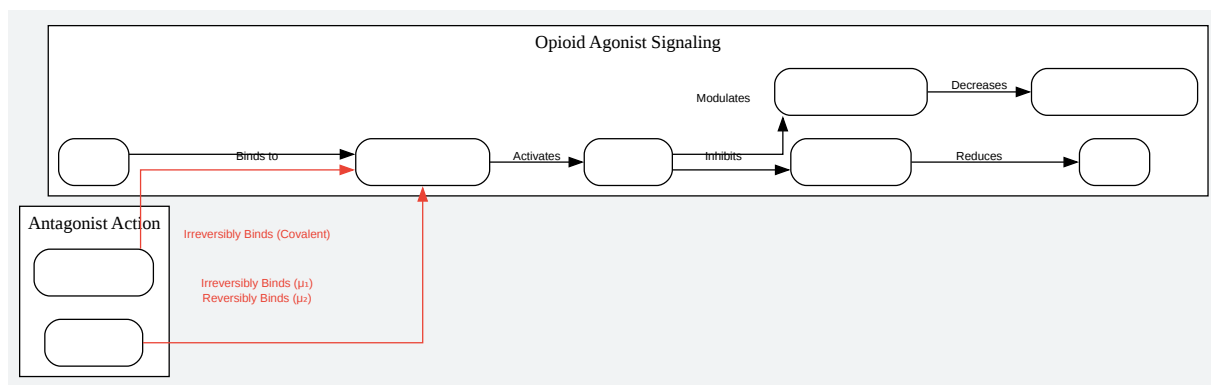 Opioid Agonist Signaling
Decreases
Modulates
Binds to
Activates
Inhibits
Reduces
Antagonist Action
Irreversibly Binds (Covalent)
Irreversibly Binds (μ₁)
Reversibly Binds (μ₂)